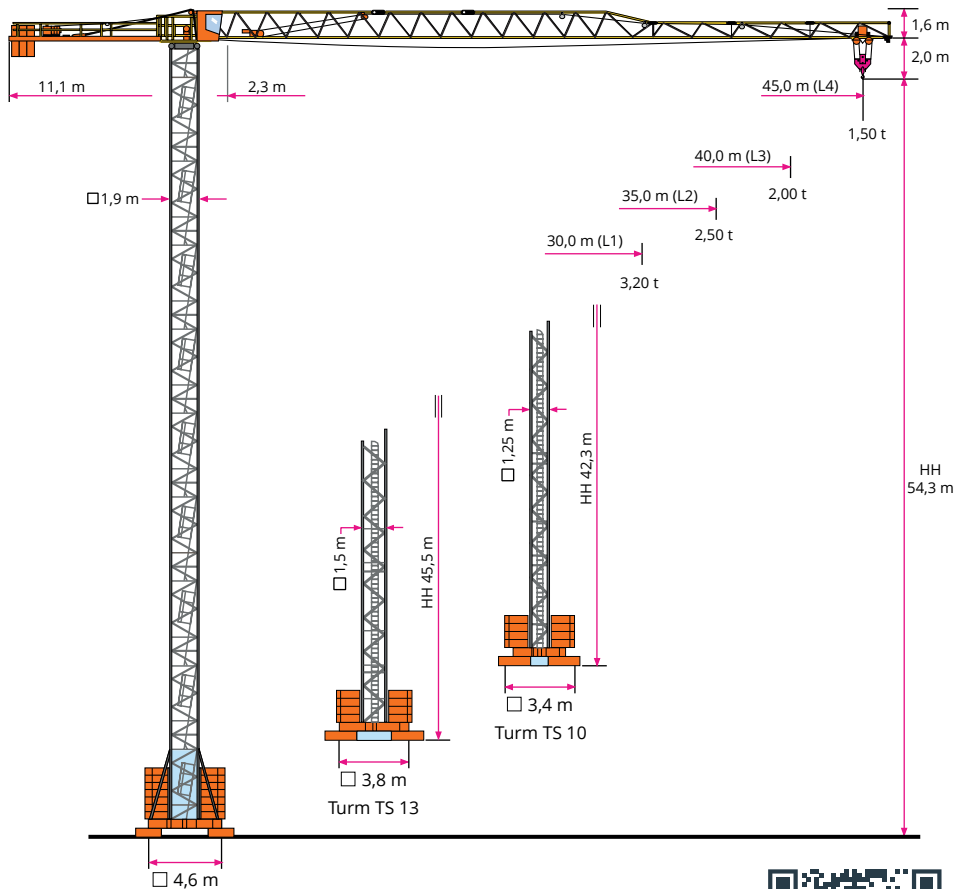 1,6 m
2,0 m
11,1 m
2,3 m
45,0 m (L4)
1,50 t
40,0 m (L3)
2,00 t
□1,9 m
35,0 m (L2)
2,50 t
30,0 m (L1)
3,20 t
□ 1,25 m
HH 42,3 m
HH
54,3 m
□ 1,5 m
HH 45,5 m
□ 3,4 m
Turm TS 10
□ 3,8 m
Turm TS 13
□ 4,6 m